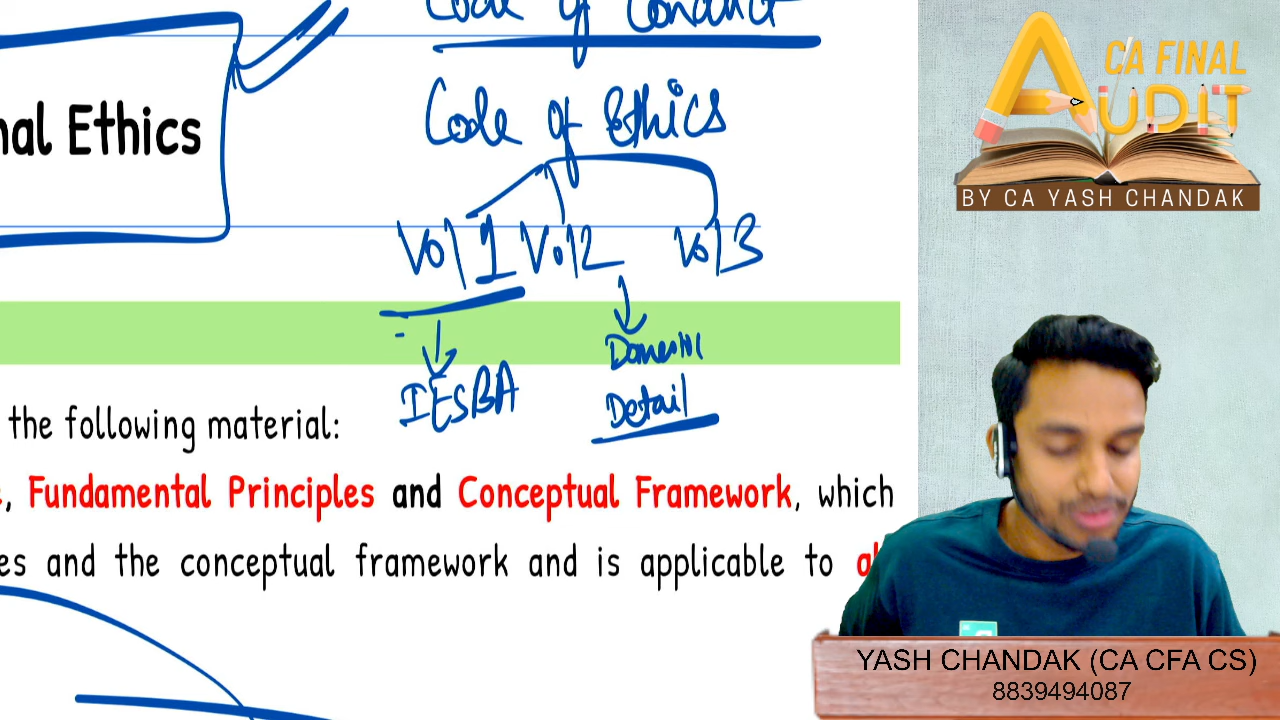 Code of Conduct
nal Ethics
Code of Ethics
Vol 1 Vol 2 Vol 3
IESBA
Detail
the following material:
, Fundamental Principles and Conceptual Framework, which
es and the conceptual framework and is applicable to
CA FINAL
AUDIT
BY CA YASH CHANDAK
YASH CHANDAK (CA CFA CS)
8839494087